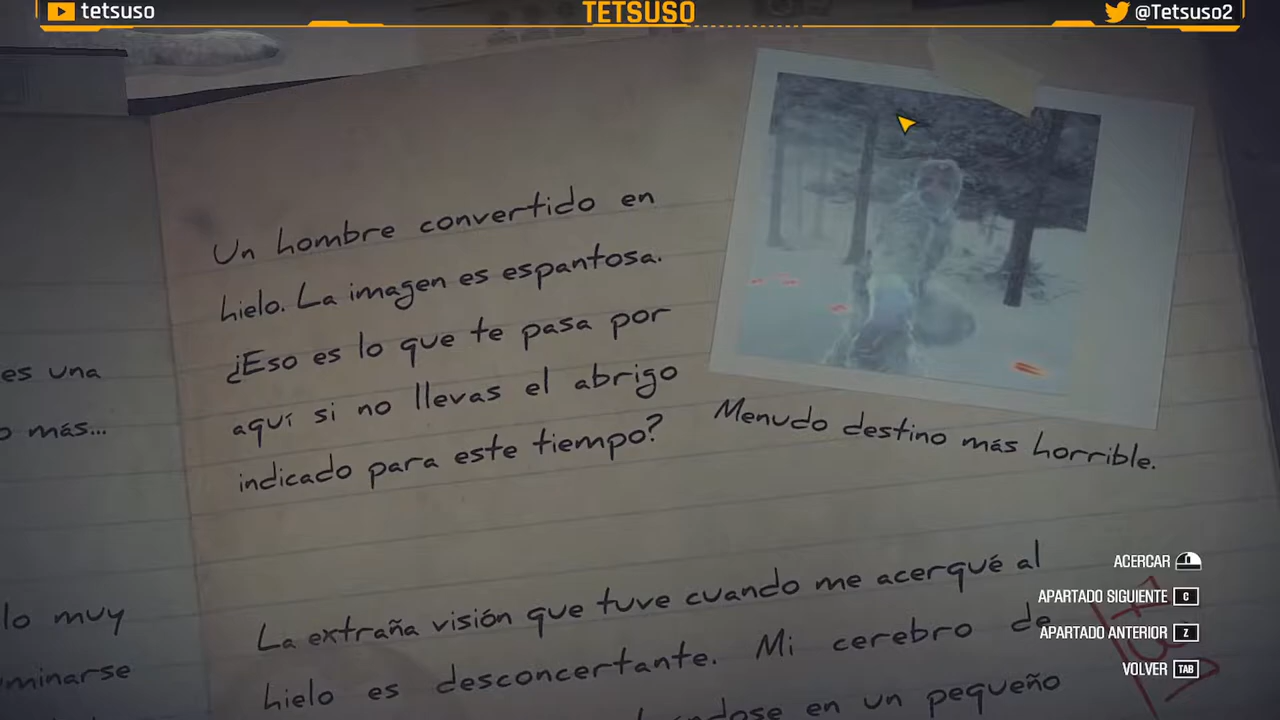 tetsuso
TETSUSO
@Tetsuso2
Un hombre convertido en
hielo. La imagen es espantosa.
¿Eso es lo que te pasa por
aquí si no llevas el abrigo
indicado para este tiempo?
Menudo destino más horrible.
es una
más...
lo muy
La extraña visión que tuve cuando me acerqué al
hielo es desconcertante. Mi cerebro de
en un pequeño
ACERCAR
APARTADO SIGUIENTE C
APARTADO ANTERIOR Z
VOLVER TAB